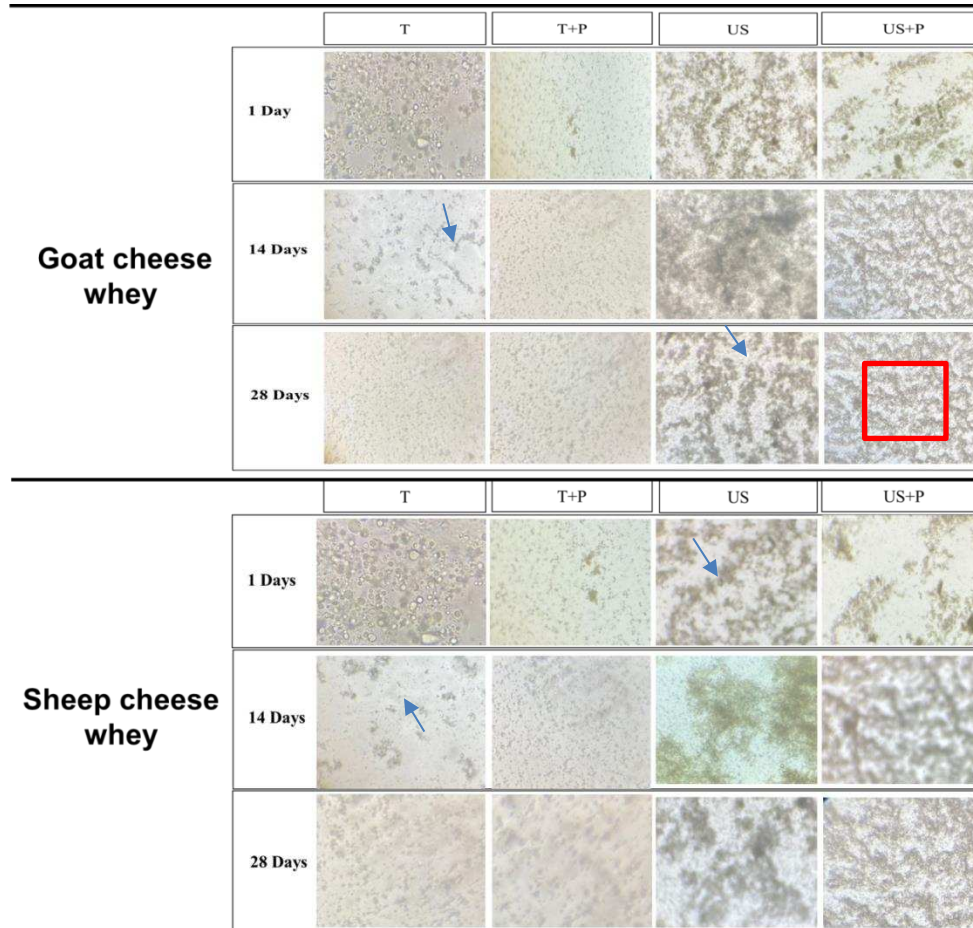 T T+P US US+P
1 Day
14 Days
Goat cheese
whey
28 Days
T T+P US US+P
1 Days
14 Days
Sheep cheese
whey
28 Days